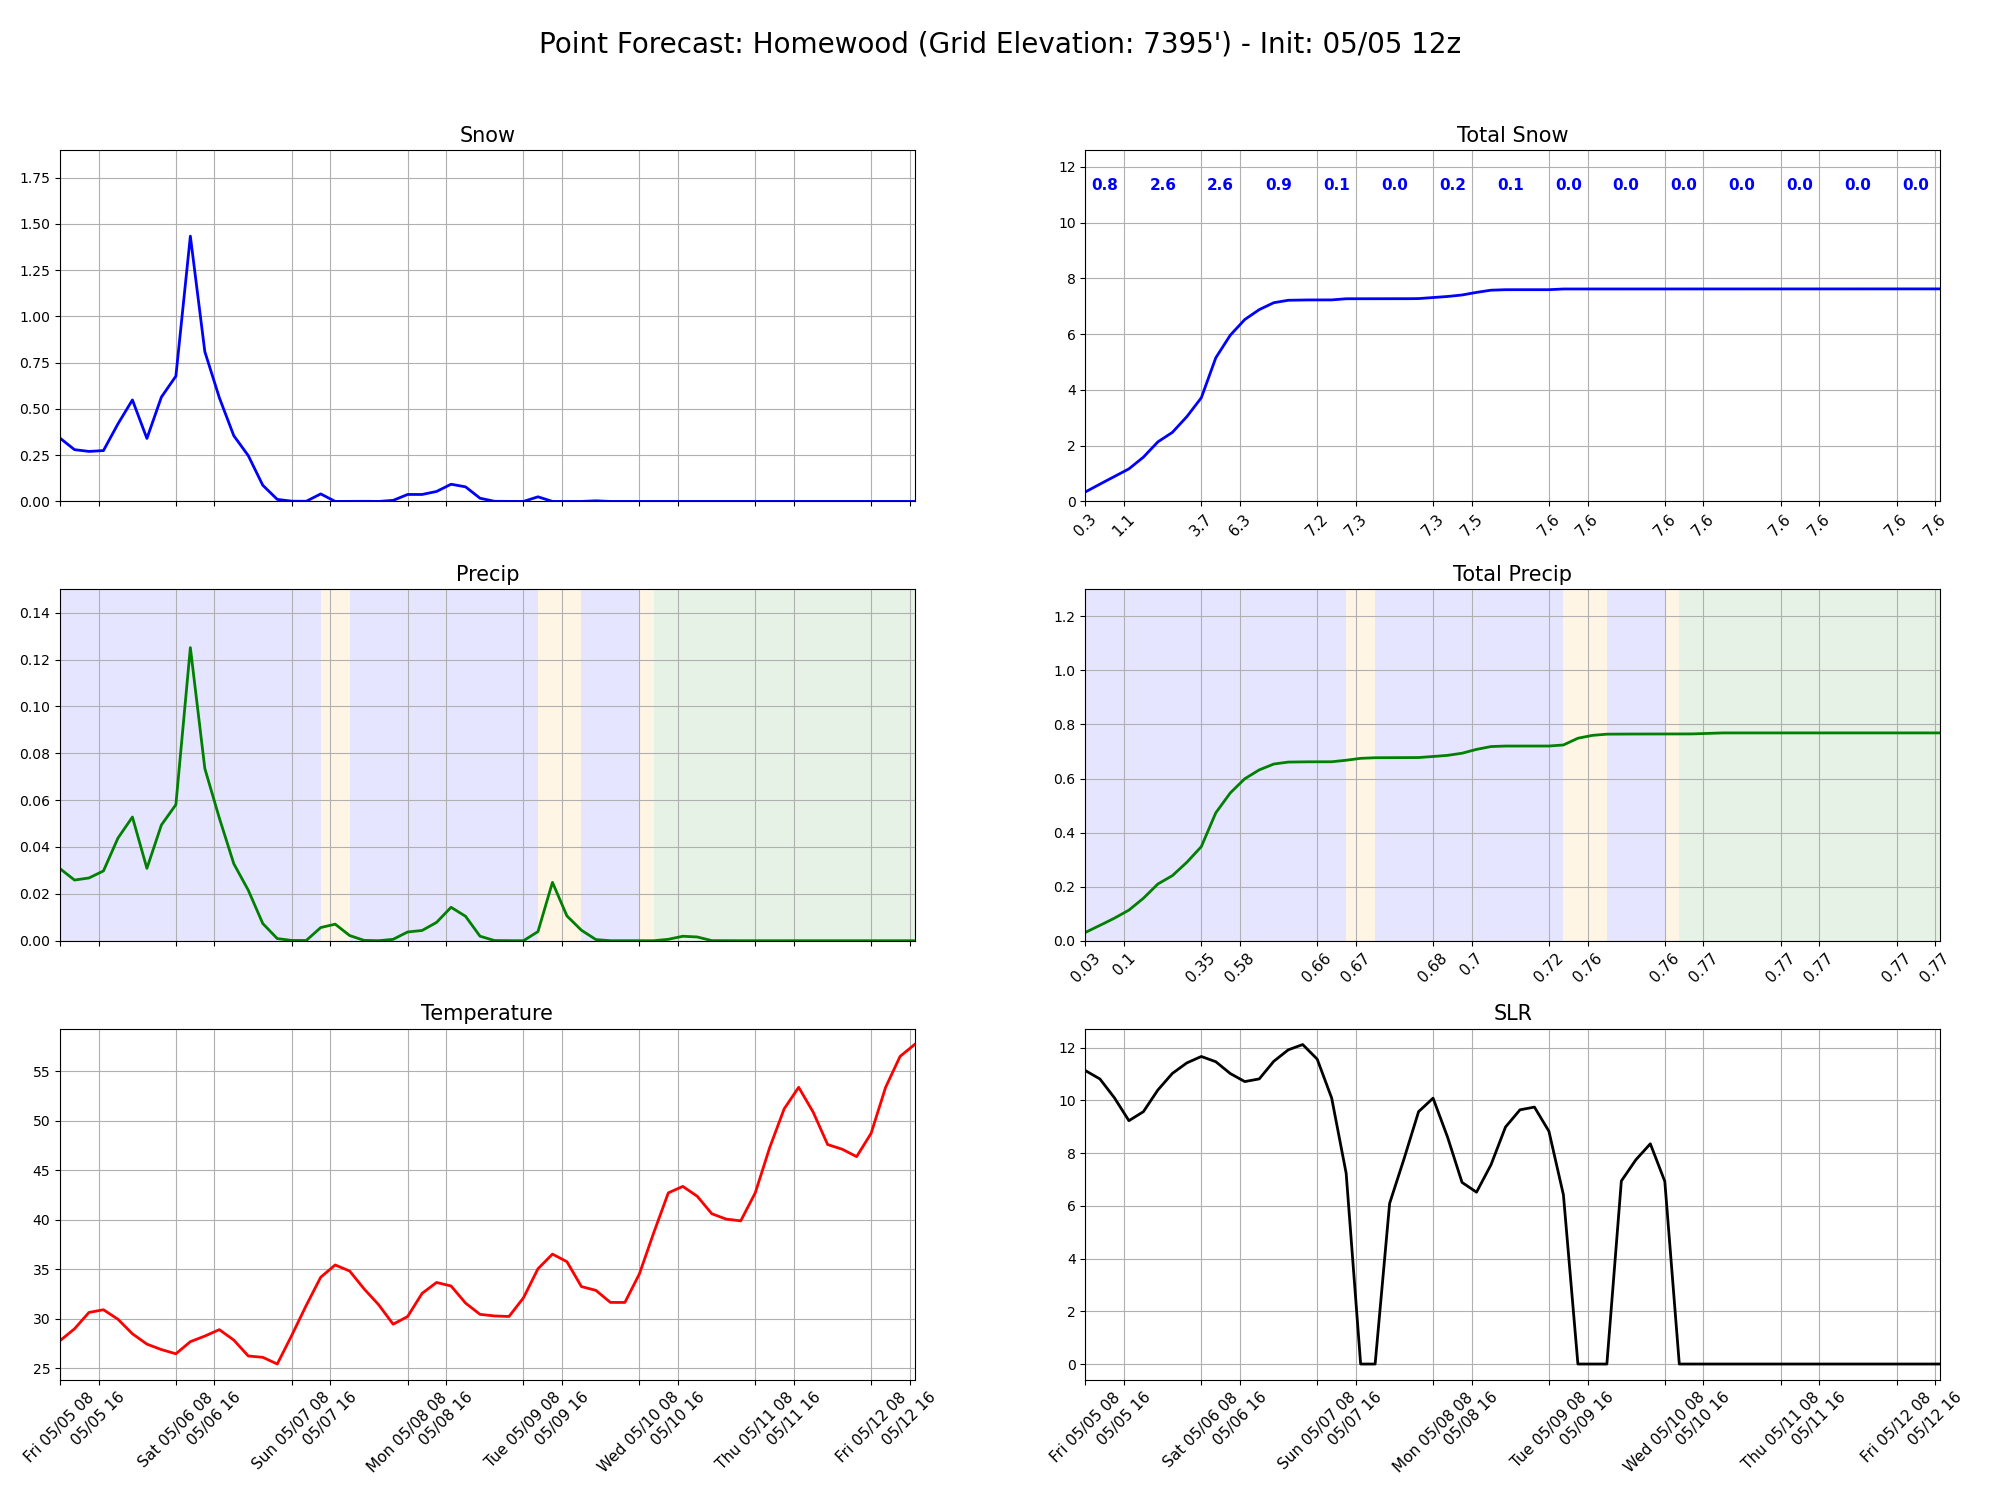 Point Forecast: Homewood (Grid Elevation: 7395') - Init: 05/05 12z
Snow
1.75
1.50
1.25
1.00
0.75
0.50
0.25
0.00
Total Snow
12
10
8
6
4
2
0
0.8 2.6 2.6 0.9 0.1 0.0 0.2 0.1 0.0 0.0 0.0 0.0 0.0 0.0 0.0
0.3 1.1 3.7 6.3 7.2 7.3 7.3 7.5 7.6 7.6 7.6 7.6 7.6 7.6 7.6 7.6
Precip
0.14
0.12
0.10
0.08
0.06
0.04
0.02
0.00
Total Precip
1.2
1.0
0.8
0.6
0.4
0.2
0.0
0.03 0.1 0.35 0.58 0.66 0.67 0.68 0.7 0.72 0.76 0.76 0.77 0.77 0.77 0.77 0.77
Temperature
55
50
45
40
35
30
25
Fri 05/05 08
05/05 16
Sat 05/06 08
05/06 16
Sun 05/07 08
05/07 16
Mon 05/08 08
05/08 16
Tue 05/09 08
05/09 16
Wed 05/10 08
05/10 16
Thu 05/11 08
05/11 16
Fri 05/12 08
05/12 16
SLR
12
10
8
6
4
2
0
Fri 05/05 08
05/05 16
Sat 05/06 08
05/06 16
Sun 05/07 08
05/07 16
Mon 05/08 08
05/08 16
Tue 05/09 08
05/09 16
Wed 05/10 08
05/10 16
Thu 05/11 08
05/11 16
Fri 05/12 08
05/12 16